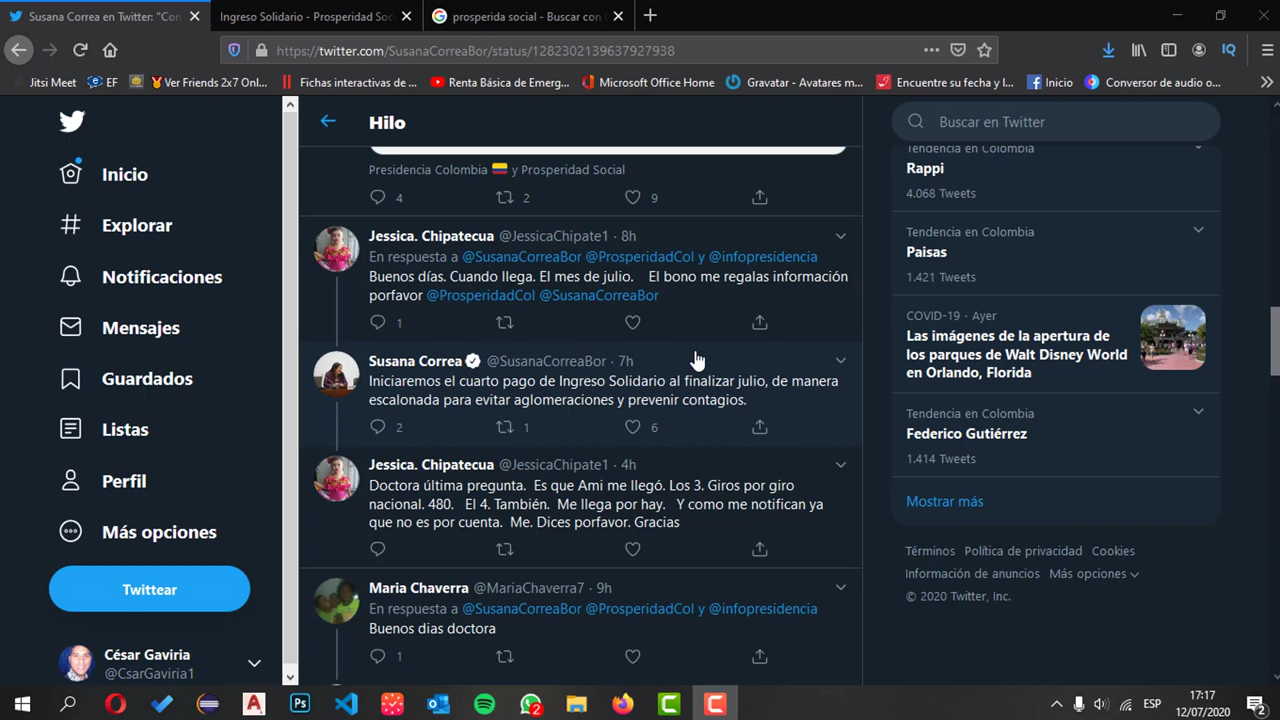 Susana Correa en Twitter: "Con
Ingreso Solidario - Prosperidad Soc
prosperida social - Buscar con G
https://twitter.com/SusanaCorreaBor/status/1282302139637927938
Jitsi Meet
EF
Ver Friends 2x7 Onl...
Fichas interactivas de ...
Renta Básica de Emerg...
Microsoft Office Home
Gravatar - Avatares m...
Encuentre su fecha y l...
Inicio
Conversor de audio o...
Inicio
Explorar
Notificaciones
Mensajes
Guardados
Listas
Perfil
Más opciones
Twittear
César Gaviria
@CsarGaviria1
Hilo
Presidencia Colombia 🇨🇴 y Prosperidad Social
4 2 9
Jessica. Chipatecua @JessicaChipate1 · 8h
En respuesta a @SusanaCorreaBor @ProsperidadCol y @infopresidencia
Buenos días. Cuando llega. El mes de julio. El bono me regalas información
porfavor @ProsperidadCol @SusanaCorreaBor
1
Susana Correa @SusanaCorreaBor · 7h
Iniciaremos el cuarto pago de Ingreso Solidario al finalizar julio, de manera
escalonada para evitar aglomeraciones y prevenir contagios.
2 1 6
Jessica. Chipatecua @JessicaChipate1 · 4h
Doctora última pregunta. Es que Ami me llegó. Los 3. Giros por giro
nacional. 480. El 4. También. Me llega por hay. Y como me notifican ya
que no es por cuenta. Me. Dices porfavor. Gracias
Maria Chaverra @MariaChaverra7 · 9h
En respuesta a @SusanaCorreaBor @ProsperidadCol y @infopresidencia
Buenos dias doctora
1
Buscar en Twitter
Tendencia en Colombia
Rappi
4.068 Tweets
Tendencia en Colombia
Paisas
1.421 Tweets
COVID-19 · Ayer
Las imágenes de la apertura de
los parques de Walt Disney World
en Orlando, Florida
Tendencia en Colombia
Federico Gutiérrez
1.414 Tweets
Mostrar más
Términos Política de privacidad Cookies
Información de anuncios Más opciones
© 2020 Twitter, Inc.
2
ESP
17:17
12/07/2020
2